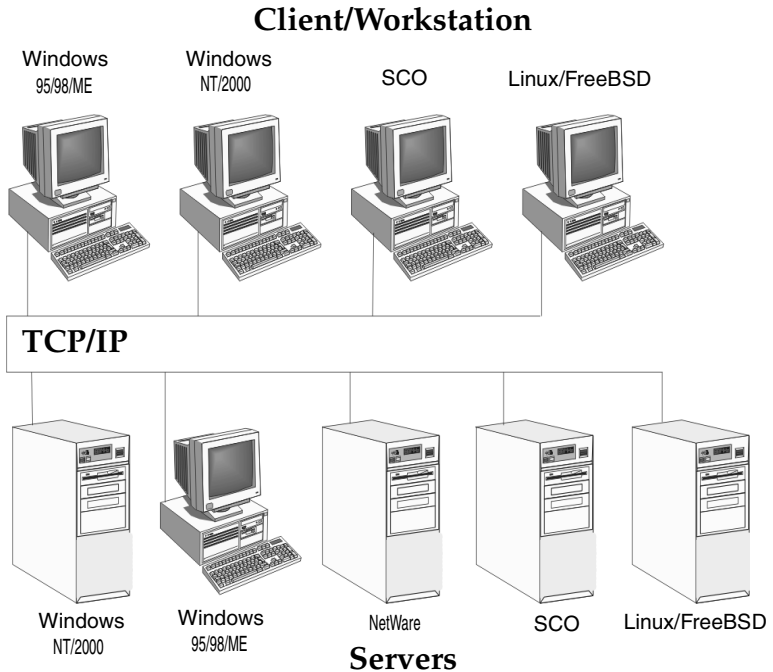 Client/Workstation
Windows
95/98/ME
Windows
NT/2000
SCO
Linux/FreeBSD
TCP/IP
Windows
NT/2000
Windows
95/98/ME
NetWare
SCO
Linux/FreeBSD
Servers